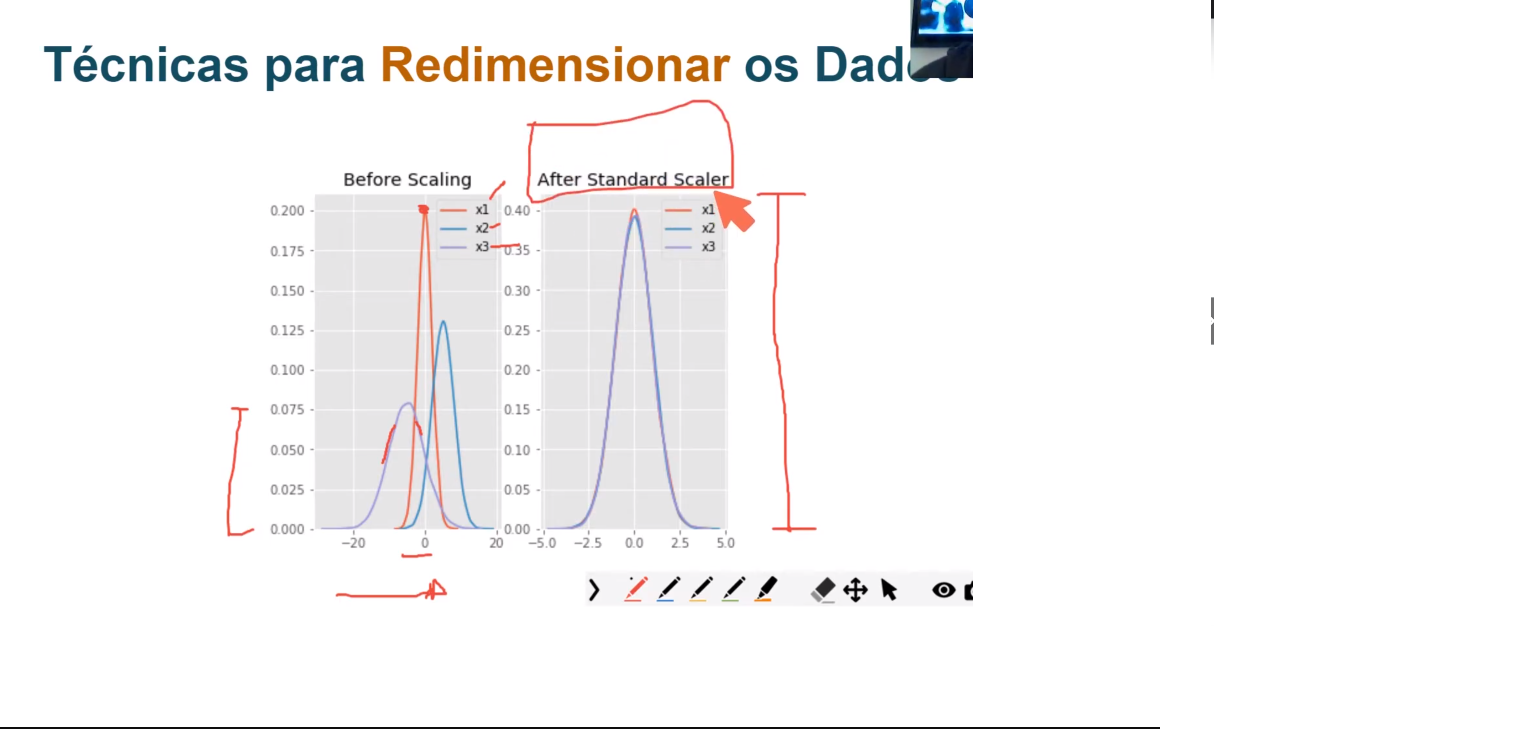 Técnicas para Redimensionar os Dados
Before Scaling
After Standard Scaler
x1
x2
x3
0.200
0.175
0.150
0.125
0.100
0.075
0.050
0.025
0.000
−20
0
20
x1
x2
x3
0.40
0.35
0.30
0.25
0.20
0.15
0.10
0.05
0.00
−5.0
−2.5
0.0
2.5
5.0